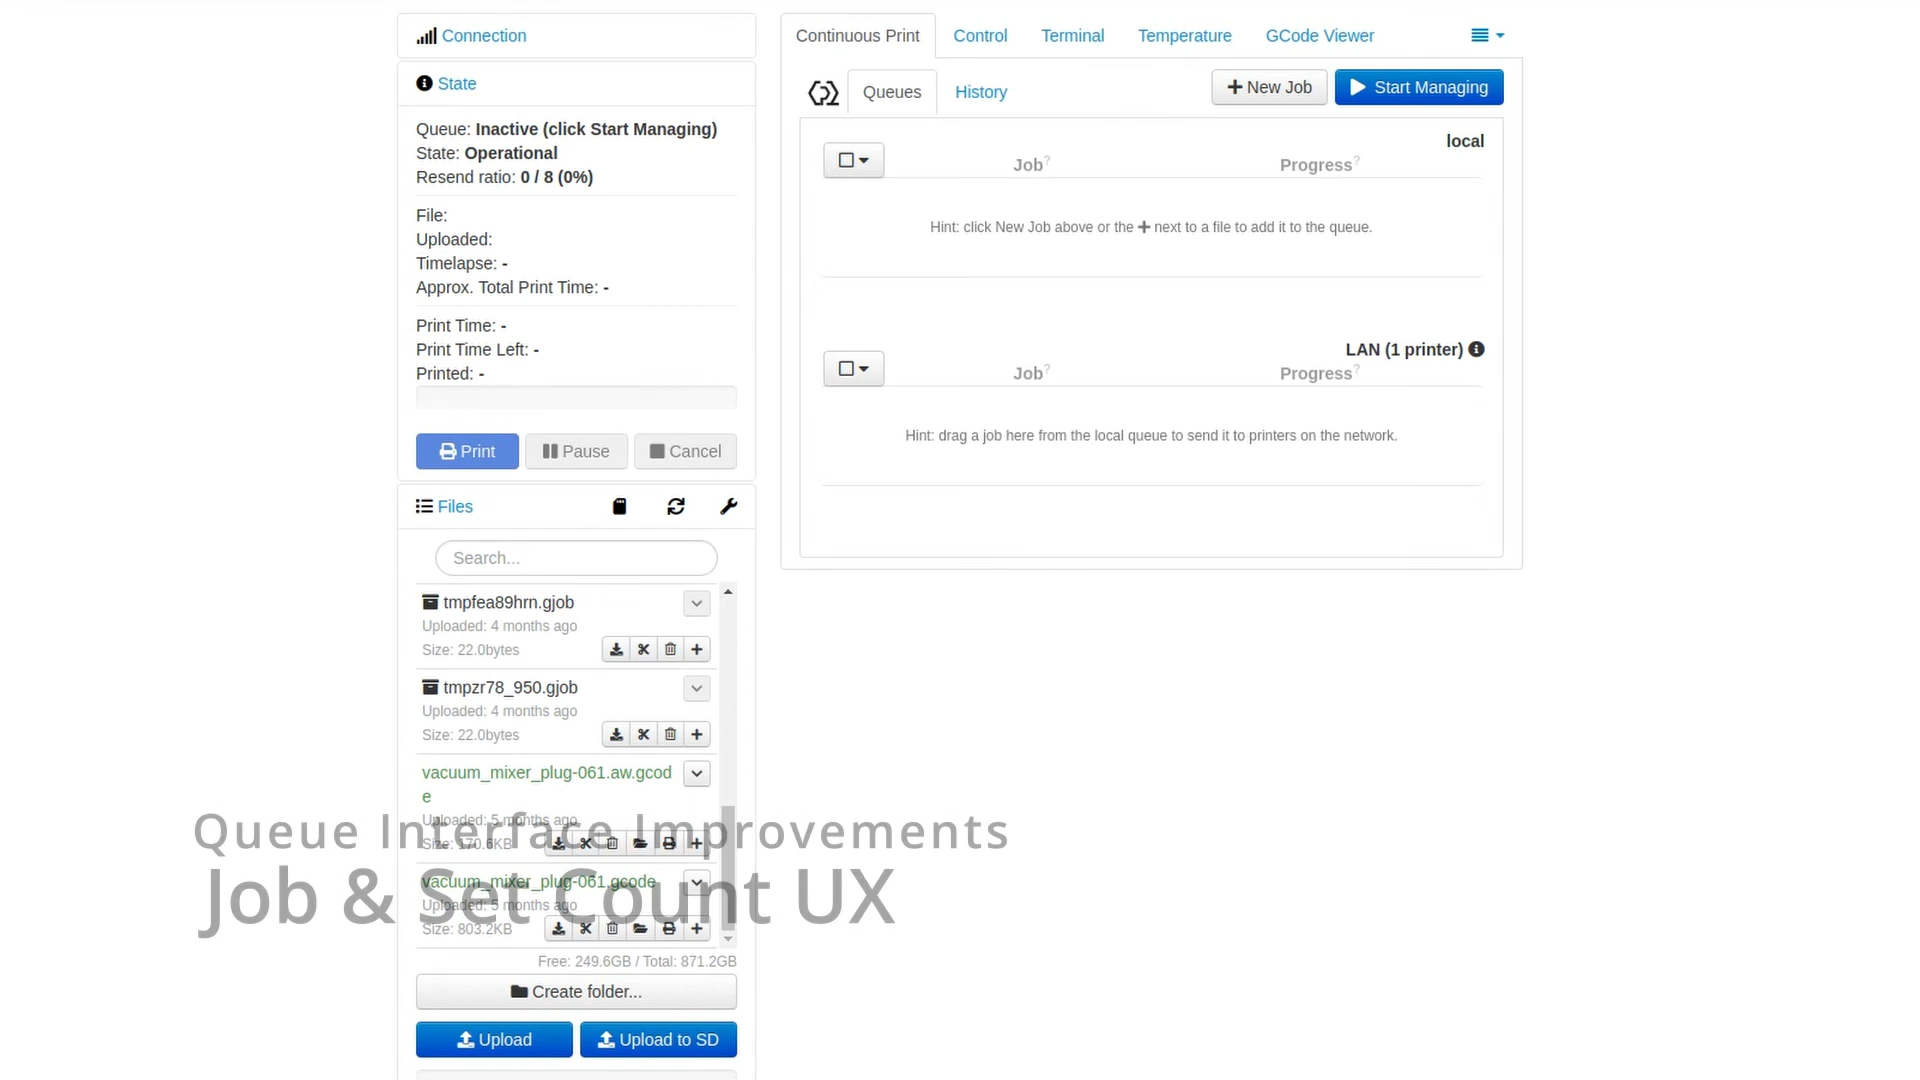 Connection
State
Queue: Inactive (click Start Managing)
State: Operational
Resend ratio: 0 / 8 (0%)
File:
Uploaded:
Timelapse: -
Approx. Total Print Time: -
Print Time: -
Print Time Left: -
Printed: -
Print Pause Cancel
Files
Search...
tmpfea89hrn.gjob
Uploaded: 4 months ago
Size: 22.0bytes
tmpzr78_950.gjob
Uploaded: 4 months ago
Size: 22.0bytes
vacuum_mixer_plug-061.aw.gcod
e
Uploaded: 5 months ago
Size: 170.6KB
vacuum_mixer_plug-061.gcode
Uploaded: 5 months ago
Size: 803.2KB
Free: 249.6GB / Total: 871.2GB
Create folder...
Upload Upload to SD
Continuous Print Control Terminal Temperature GCode Viewer
Queues History New Job Start Managing
local
Job? Progress?
Hint: click New Job above or the + next to a file to add it to the queue.
LAN (1 printer)
Job? Progress?
Hint: drag a job here from the local queue to send it to printers on the network.
Queue Interface Improvements
Job & Set Count UX